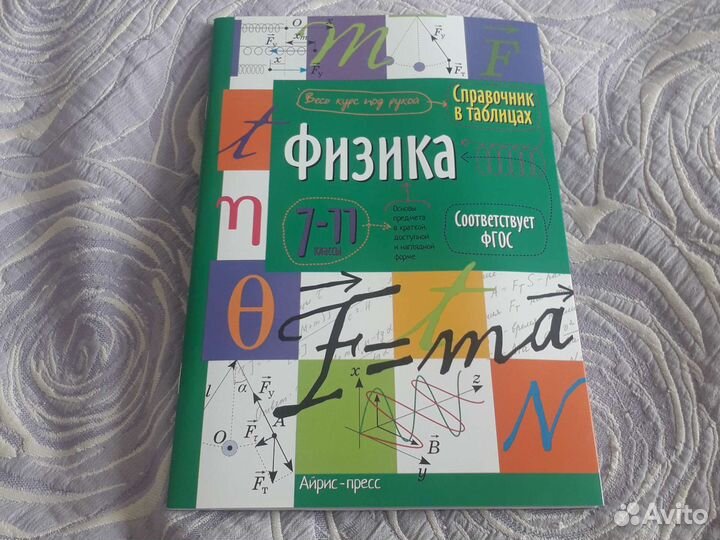 O
x
xₘ
F⃗ᵧ
x
F⃗ᵧ
m
F⃗ᵧ
F⃗ₜ
F⃗
Весь курс под рукой
Справочник
в таблицах
t
Физика
η
7-11
классы
Основы
предмета
в краткой,
доступной
и наглядной
форме
Соответствует
ФГОС
θ
t
F⃗=ma⃗
l
α
F⃗ᵧ
A
O
F⃗ₜ
F⃗ₜ
x
z
B⃗
y
N
Айрис-пресс
Avito